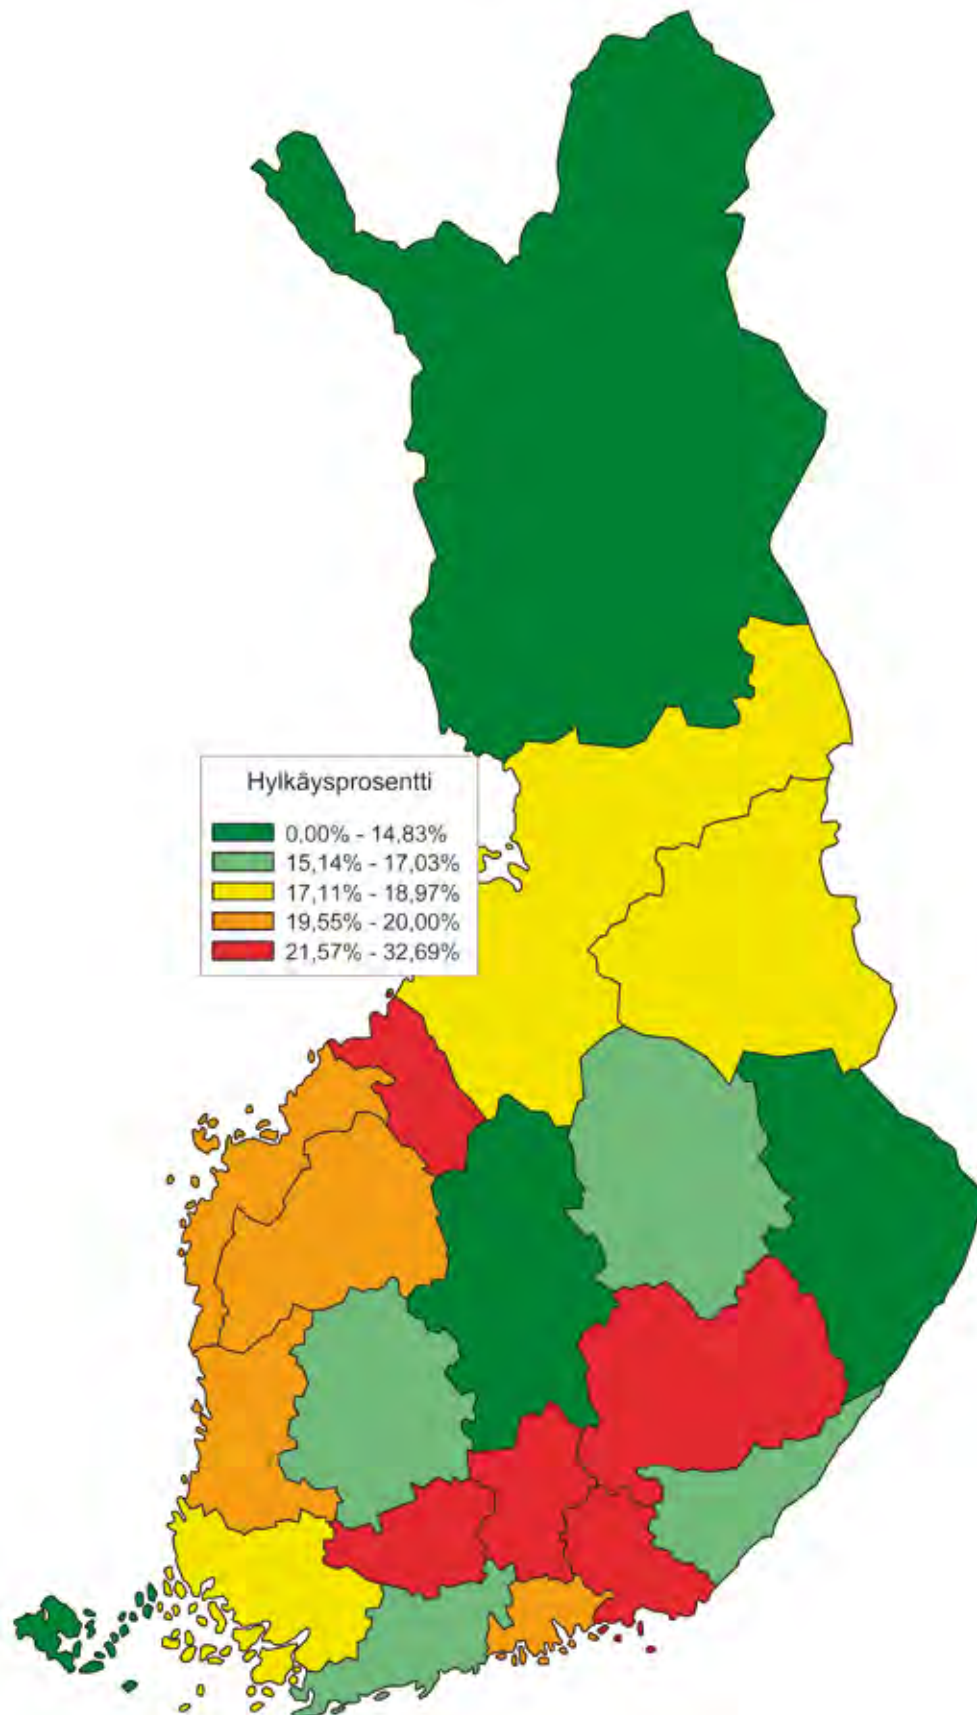 Hylkäysprosentti
0,00% - 14,83%
15,14% - 17,03%
17,11% - 18,97%
19,55% - 20,00%
21,57% - 32,69%